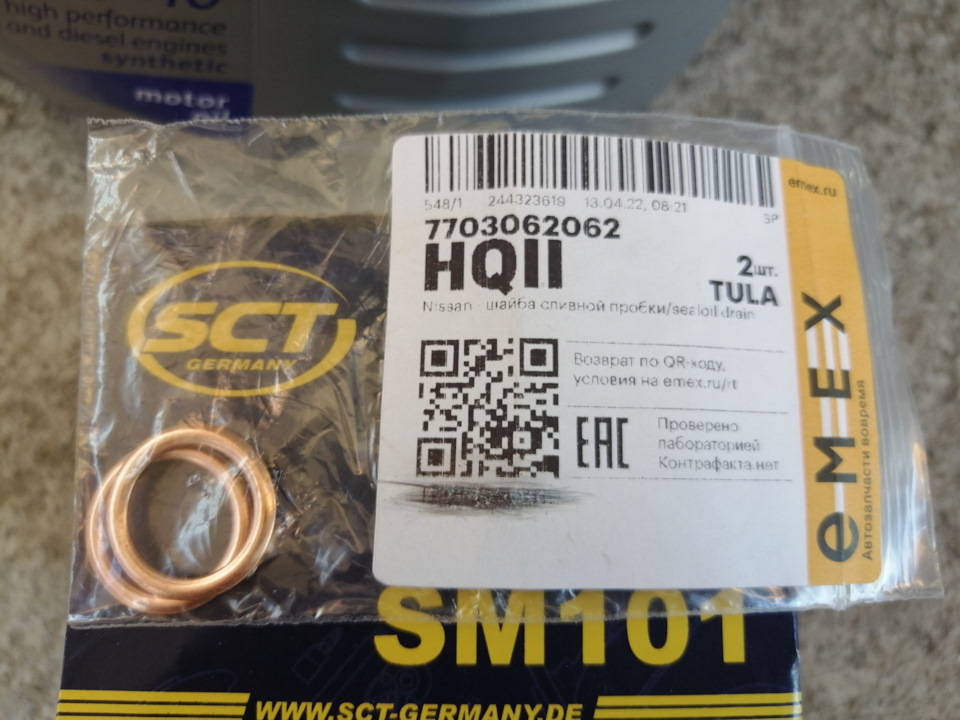 high performance
and diesel engines
synthetic
motor
oil
548/1 244323619 13.04.22, 08:21
SP
7703062062
HQII
2шт.
TULA
Nissan - шайба сливной пробки/seal oil drain
Возврат по QR-коду,
условия на emex.ru/rt
EAC
Проверено
лабораторией
Контрафакта.нет
emex.ru
eMEX
Автозапчасти вовремя
SCT
GERMANY
SM101
WWW.SCT-GERMANY.DE